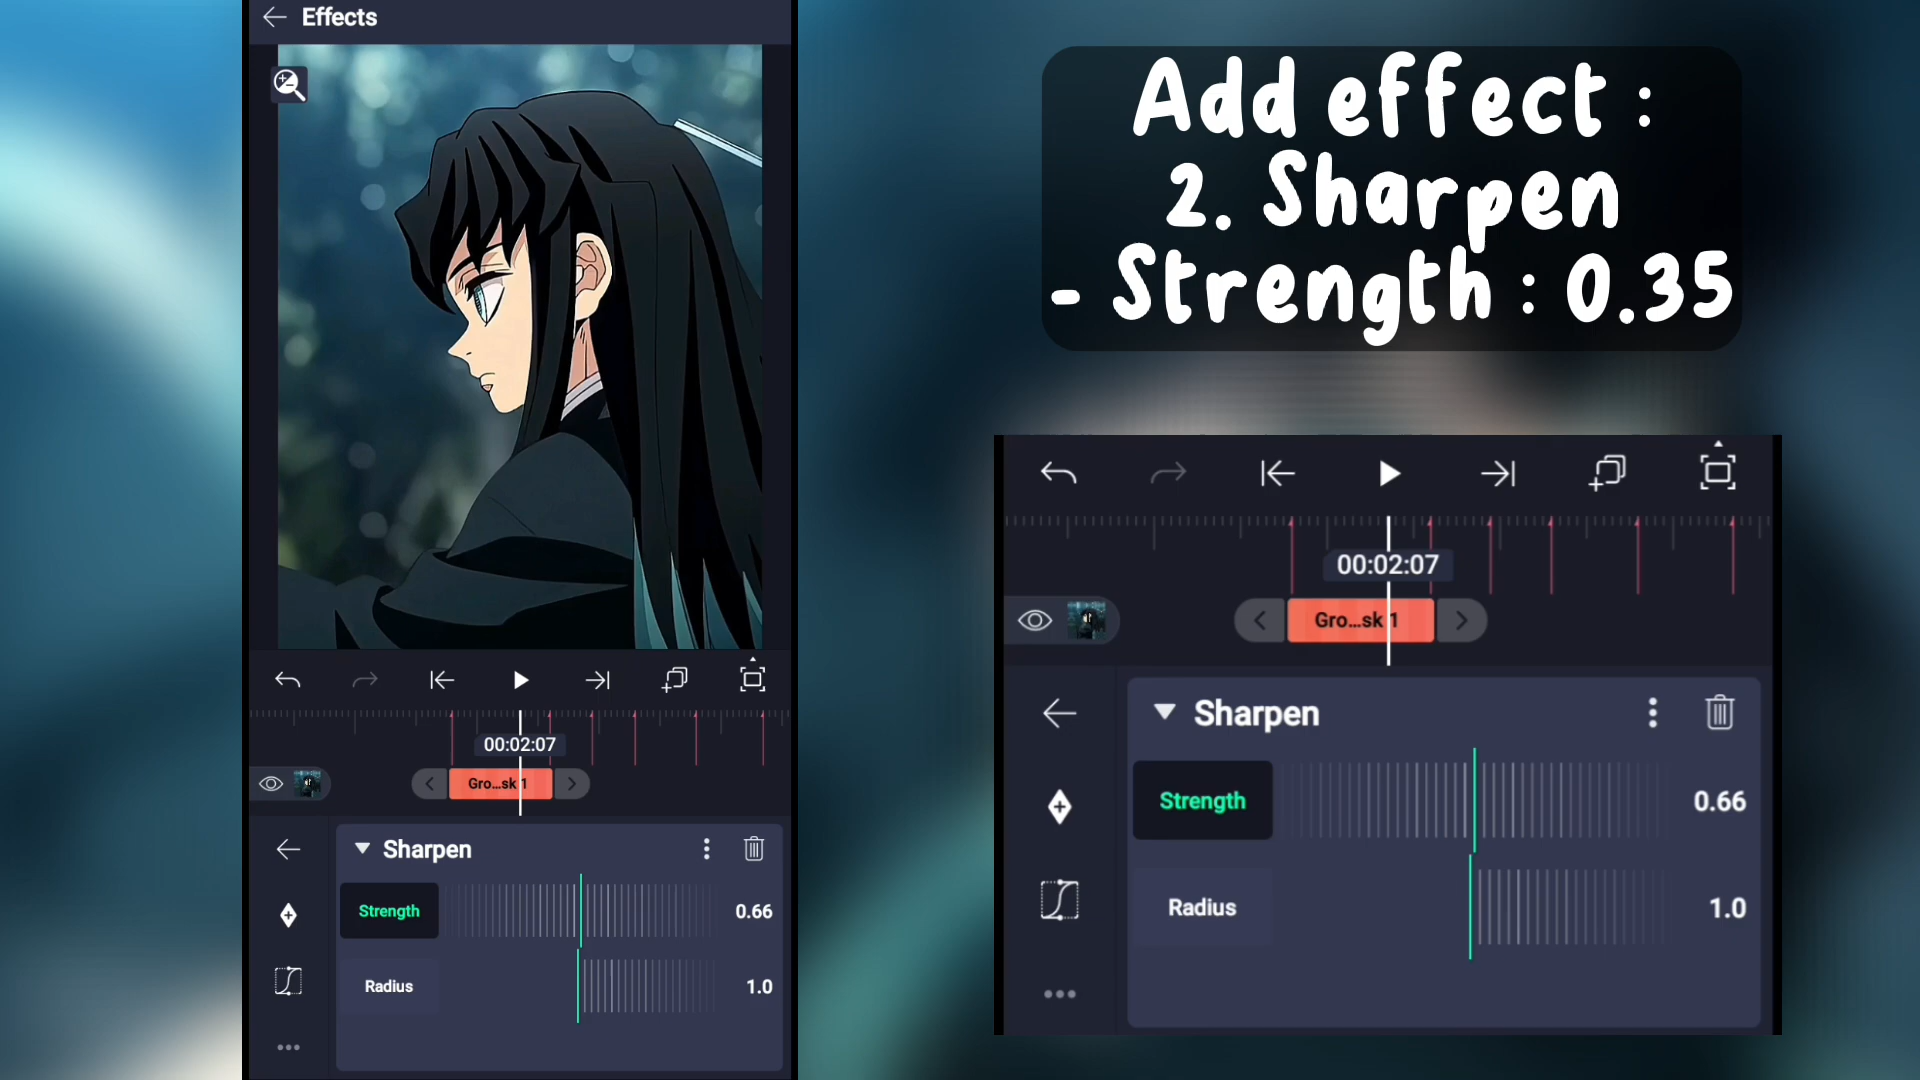 Effects
00:02:07
Gro...sk 1
Sharpen
Strength
0.66
Radius
1.0
Add effect :
2. Sharpen
- Strength : 0.35
00:02:07
Gro...sk 1
Sharpen
Strength
0.66
Radius
1.0